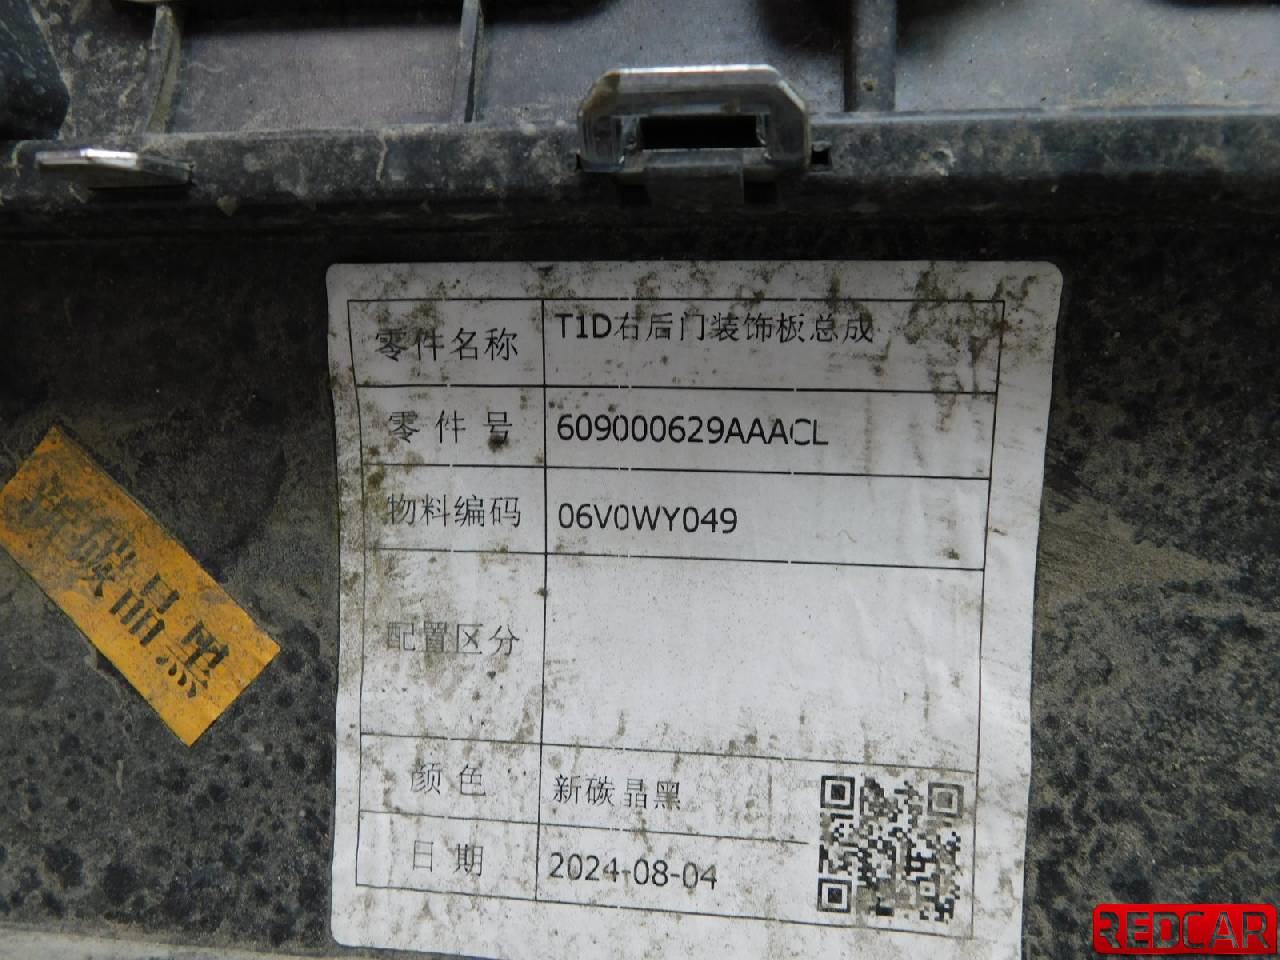 零件名称 T1D右后门装饰板总成
零件号 609000629AAACL
物料编码 06V0WY049
配置区分
颜色 新碳晶黑
日期 2024-08-04
碳晶黑
REDCAR